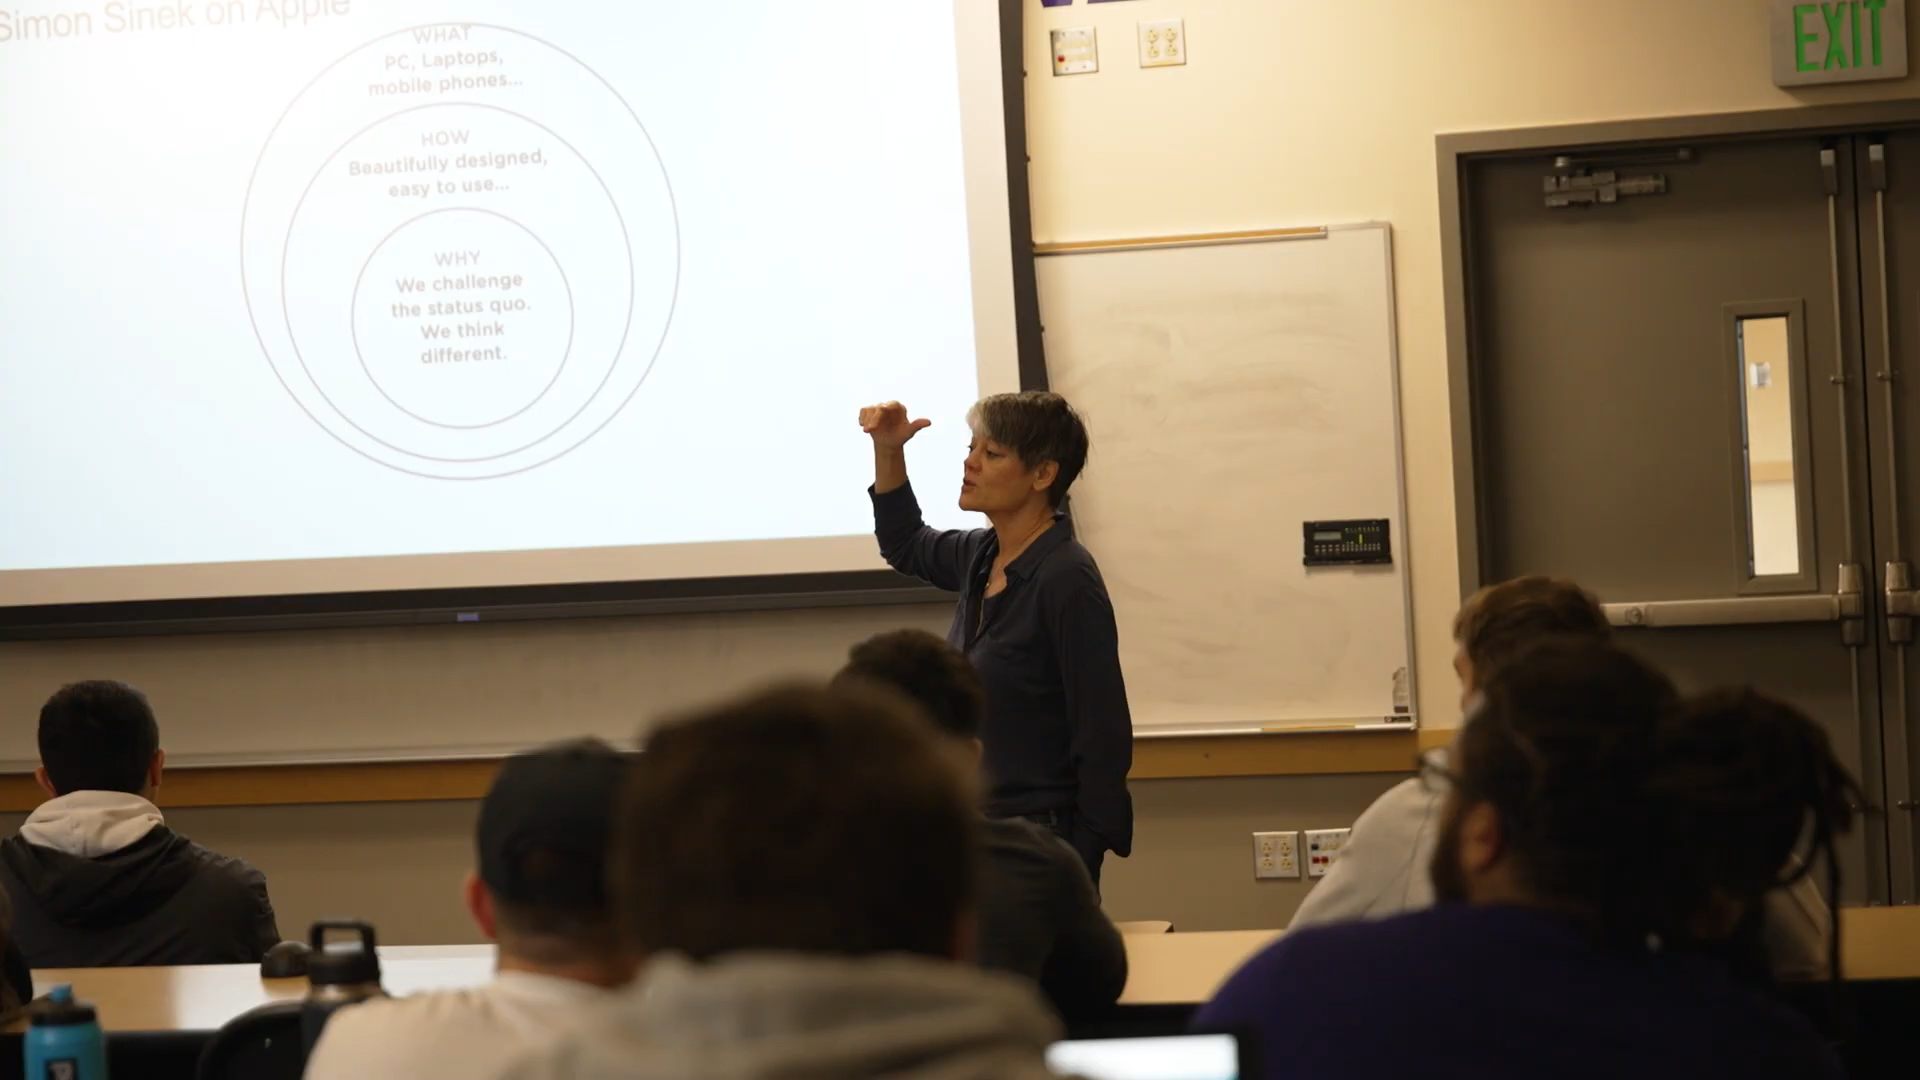 Simon Sinek on Apple
WHAT
PC, Laptops,
mobile phones...
HOW
Beautifully designed,
easy to use...
WHY
We challenge
the status quo.
We think
different.
EXIT